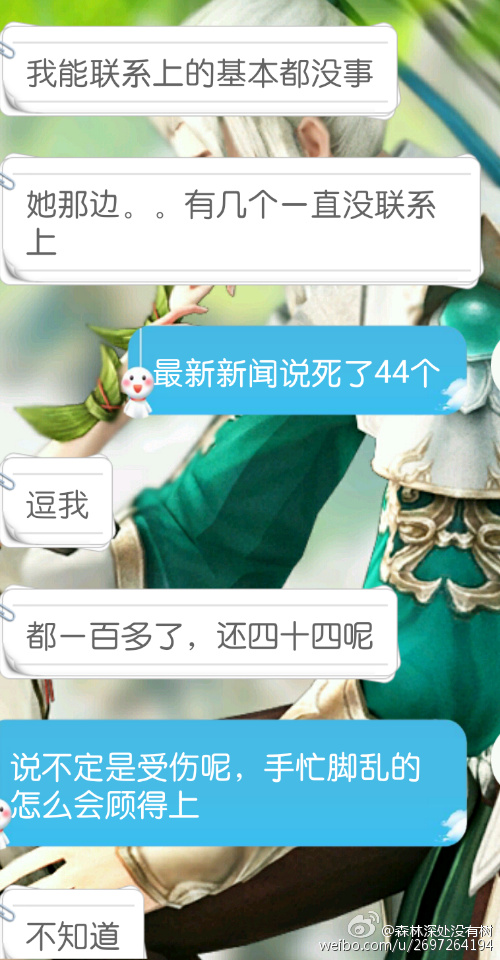 我能联系上的基本都没事
她那边。。有几个一直没联系
上
最新新闻说死了44个
逗我
都一百多了，还四十四呢
说不定是受伤呢，手忙脚乱的
怎么会顾得上
不知道
@森林深处没有树
weibo.com/u/2697264194